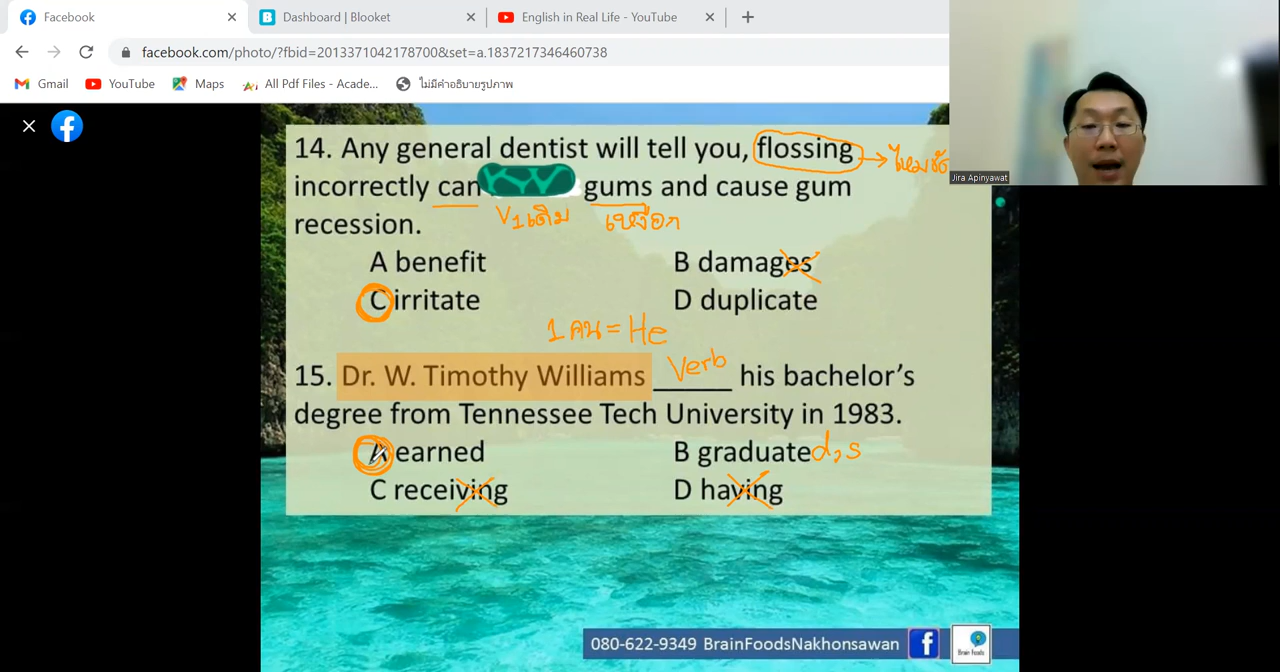 Facebook
Dashboard | Blooket
English in Real Life - YouTube
facebook.com/photo/?fbid=2013371042178700&set=a.1837217346460738
Gmail
YouTube
Maps
All Pdf Files - Acade...
ไม่มีคำอธิบายรูปภาพ
Jira Apinyawat
14. Any general dentist will tell you, flossing
ไหมขัด
incorrectly can gums and cause gum
V1เดิม เหงือก
recession.
A benefit
B damages
C irritate
D duplicate
1 คน = He
Verb
15. Dr. W. Timothy Williams ______ his bachelor's
degree from Tennessee Tech University in 1983.
A earned
B graduated, s
C receiving
D having
080-622-9349 BrainFoodsNakhonsawan
Brain Foods